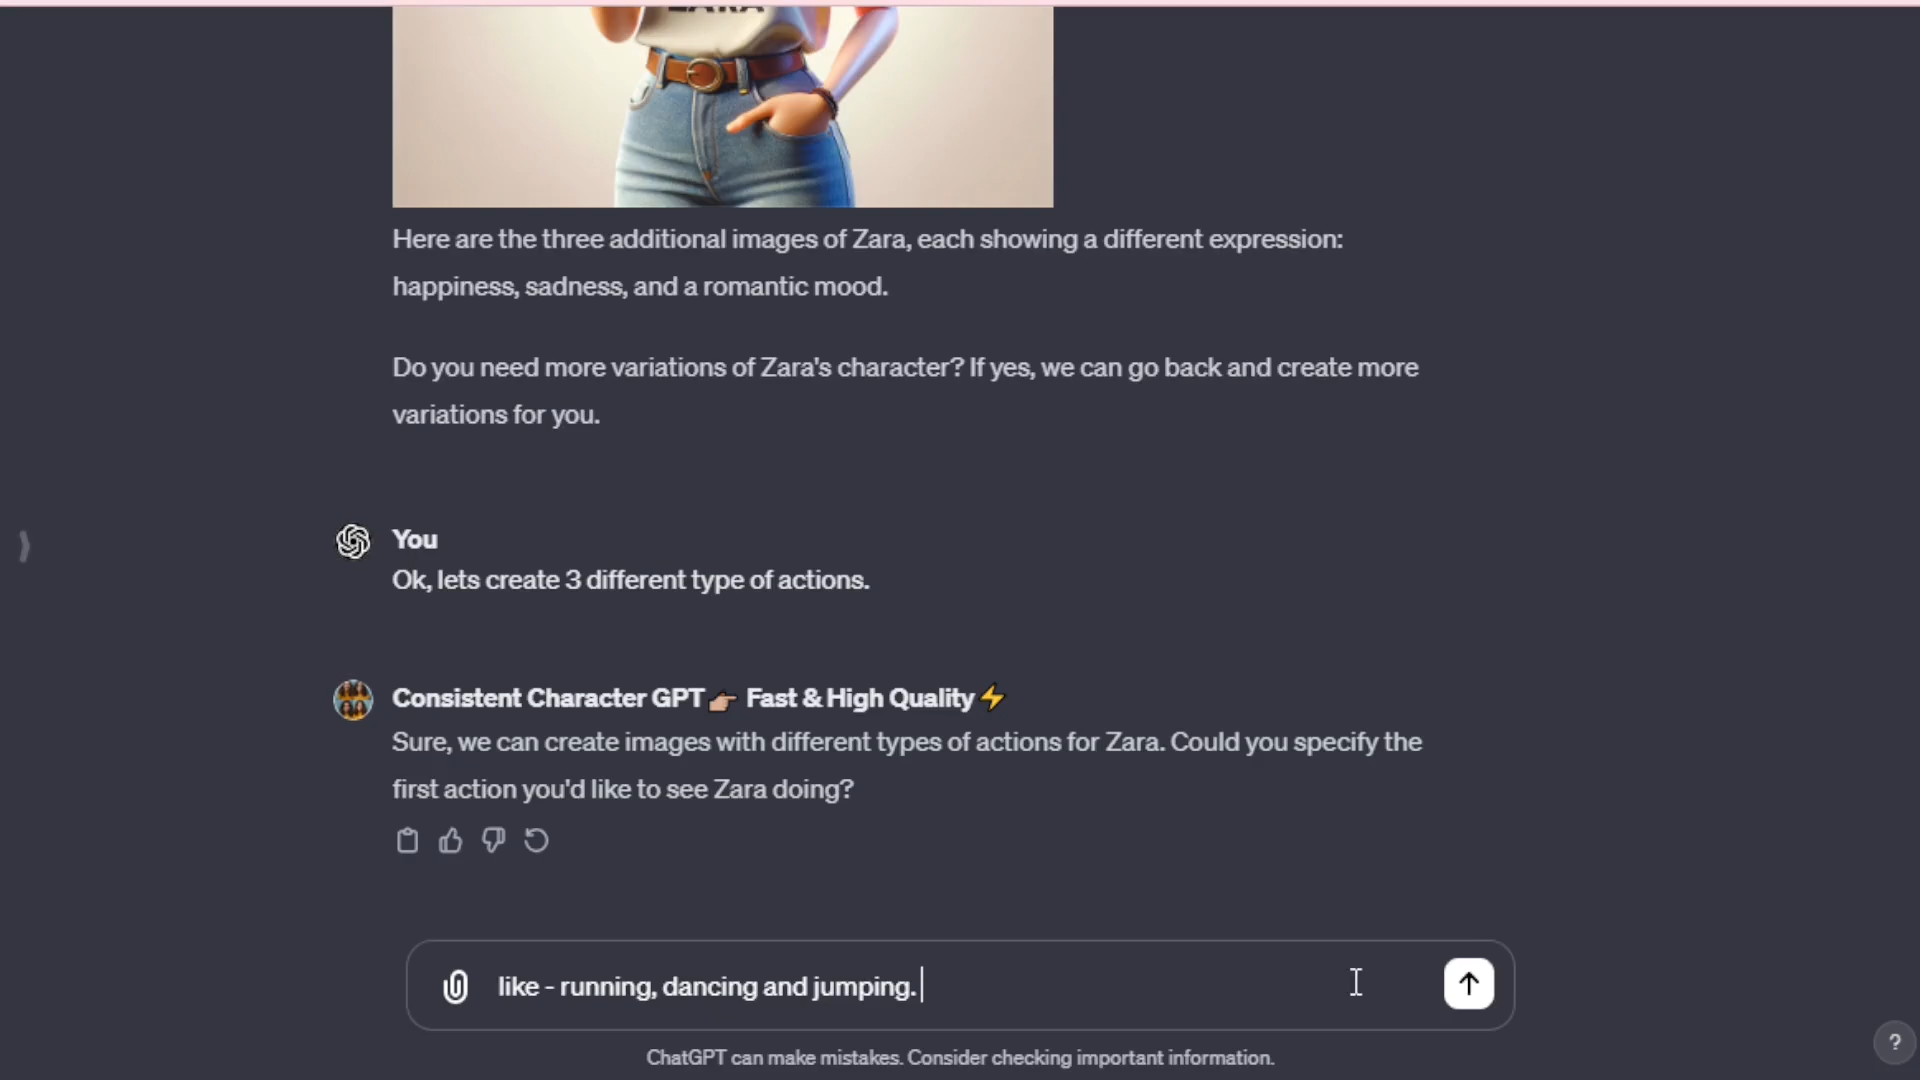 Here are the three additional images of Zara, each showing a different expression:
happiness, sadness, and a romantic mood.
Do you need more variations of Zara's character? If yes, we can go back and create more
variations for you.
You
Ok, lets create 3 different type of actions.
Consistent Character GPT👉🏼 Fast & High Quality⚡
Sure, we can create images with different types of actions for Zara. Could you specify the
first action you'd like to see Zara doing?
like - running, dancing and jumping.
ChatGPT can make mistakes. Consider checking important information.
?